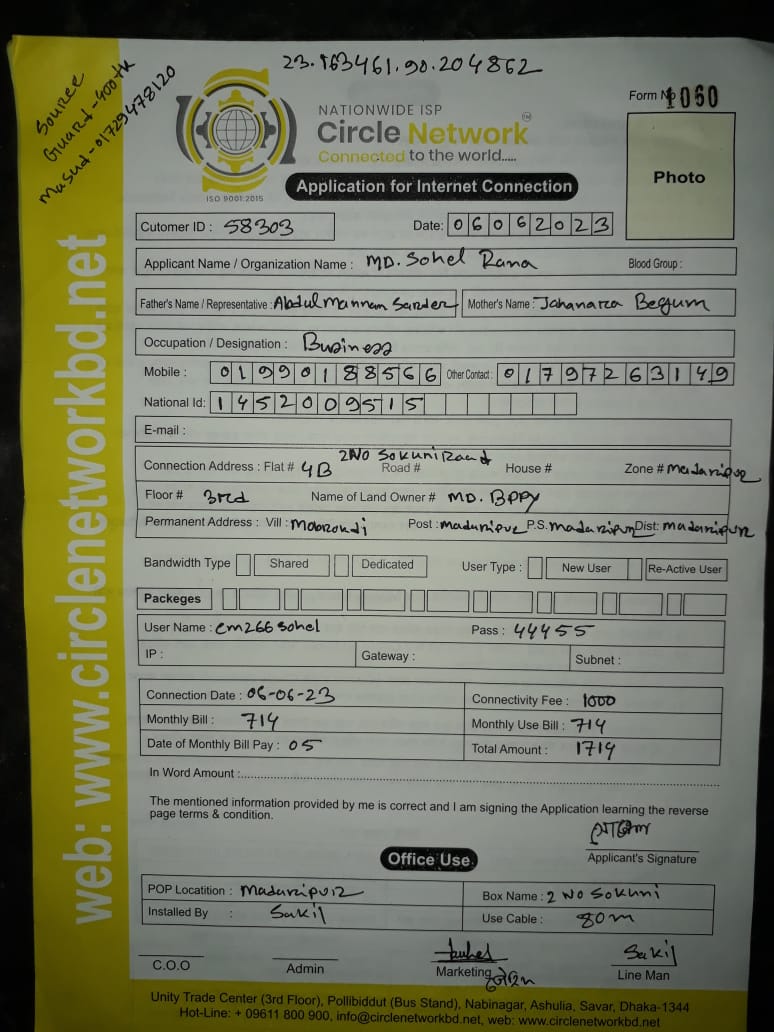 23.163461.90.204862
Source
Guard-400tk
Masud-01729478120
Form No 1060
NATIONWIDE ISP
Circle Network
TM
Connected to the world.....
ISO 9001:2015
Application for Internet Connection
Photo
Cutomer ID : 58303
Date: 06062023
Applicant Name / Organization Name : MD. Sohel Rana
Blood Group :
Father's Name / Representative : Abdul Mannan Sarder
Mother's Name : Jahanara Begum
Occupation / Designation : Business
Mobile : 01990188566 Other Contact : 01797263149
National Id: 1452009515
E-mail :
Connection Address : Flat # 4B 2NO Sokuni Raod Road # House # Zone # Madaripur
Floor # 3rd Name of Land Owner # MD. BPPY
Permanent Address : Vill : Post : Madaripur P.S. Madaripur Dist: Madaripur
Bandwidth Type Shared Dedicated User Type : New User Re-Active User
Packeges
User Name : em266sohel Pass : 44455
IP : Gateway : Subnet :
Connection Date : 06-06-23 Connectivity Fee : 1000
Monthly Bill : 714 Monthly Use Bill : 714
Date of Monthly Bill Pay : 05 Total Amount : 1714
In Word Amount :
The mentioned information provided by me is correct and I am signing the Application learning the reverse
page terms & condition.
সোহেল
Applicant's Signature
Office Use
POP Locatition : Madaripur Box Name : 2 NO Sokuni
Installed By : Sakil Use Cable : 80m
Sakil
C.O.O Admin Marketing Line Man
Unity Trade Center (3rd Floor), Pollibiddut (Bus Stand), Nabinagar, Ashulia, Savar, Dhaka-1344
Hot-Line: + 09611 800 900, info@circlenetworkbd.net, web: www.circlenetworkbd.net
web: www.circlenetworkbd.net